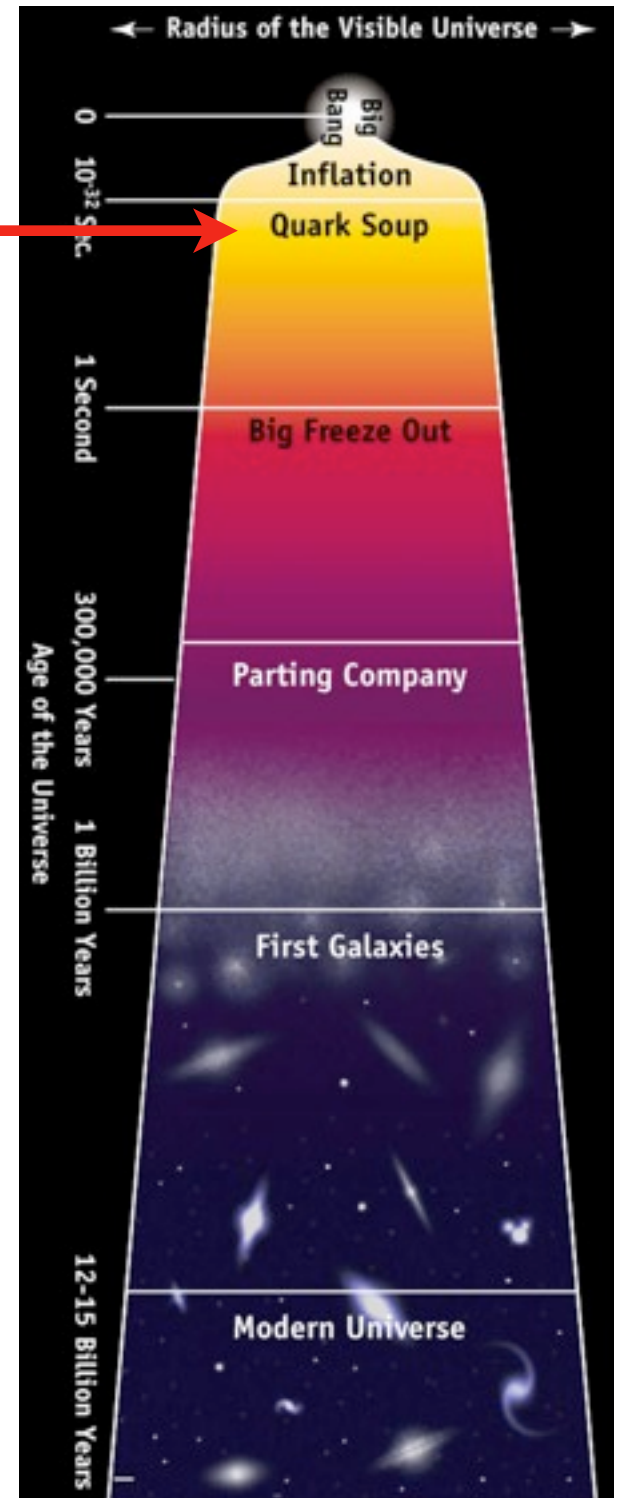 Radius of the Visible Universe
Big
Bang
0
Inflation
10-32 Sec.
Quark Soup
1 Second
Big Freeze Out
300,000 Years
Parting Company
Age of the Universe
1 Billion Years
First Galaxies
12-15 Billion Years
Modern Universe